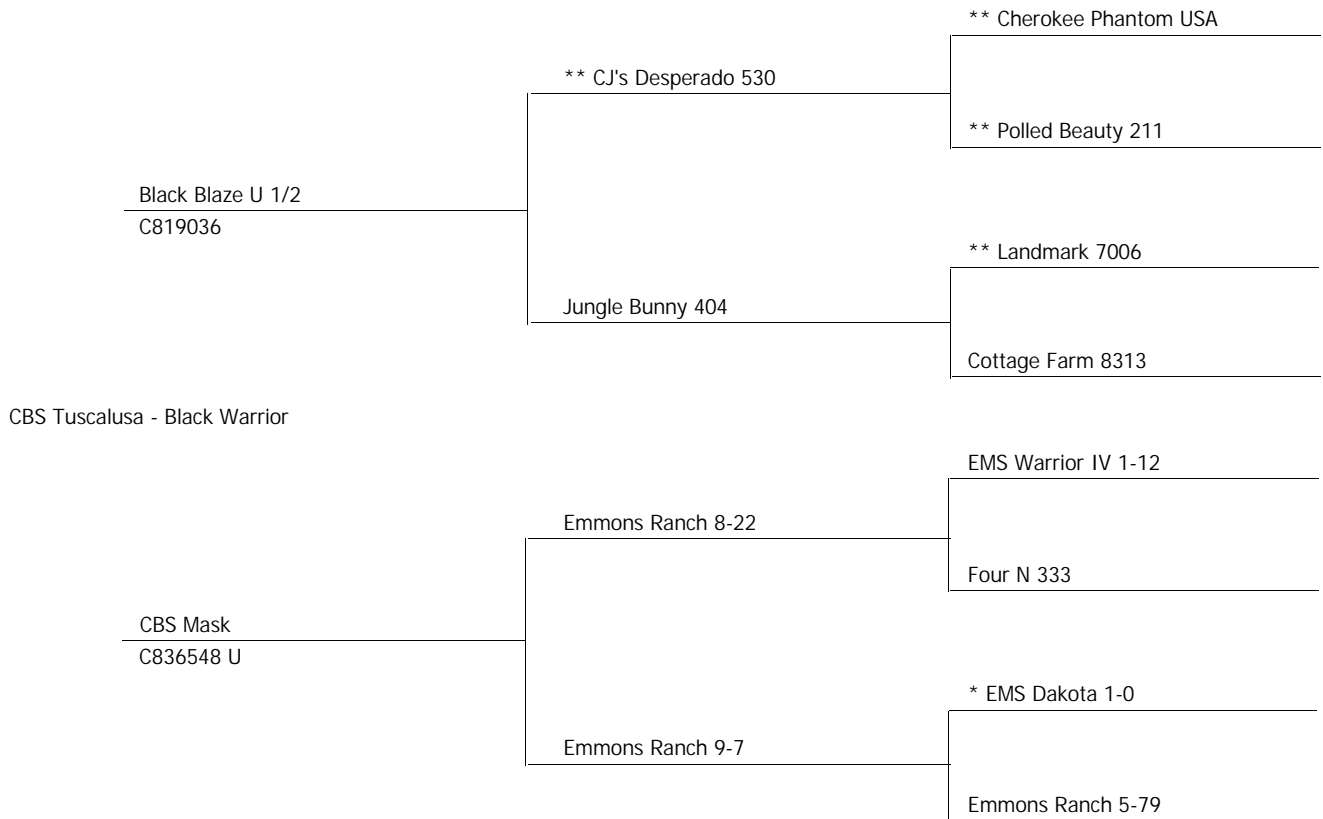 ** Cherokee Phantom USA
** CJ's Desperado 530
** Polled Beauty 211
Black Blaze U 1/2
C819036
** Landmark 7006
Jungle Bunny 404
Cottage Farm 8313
CBS Tuscalusa - Black Warrior
EMS Warrior IV 1-12
Emmons Ranch 8-22
Four N 333
CBS Mask
C836548 U
* EMS Dakota 1-0
Emmons Ranch 9-7
Emmons Ranch 5-79